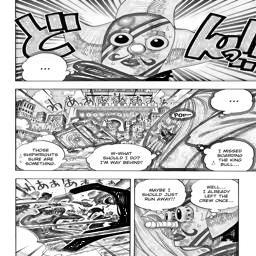 どん!!
...
...
POI—
THOSE
SHIPWRIGHTS
SURE ARE
SOMETHING.
W-WHAT
SHOULD I DO?
I'M WAY BEHIND!
I MISSED
BOARDING
THE KING
BULL...
MAYBE I
SHOULD JUST
RUN AWAY!!
WELL...
I ALREADY
LEFT THE
CREW ONCE...